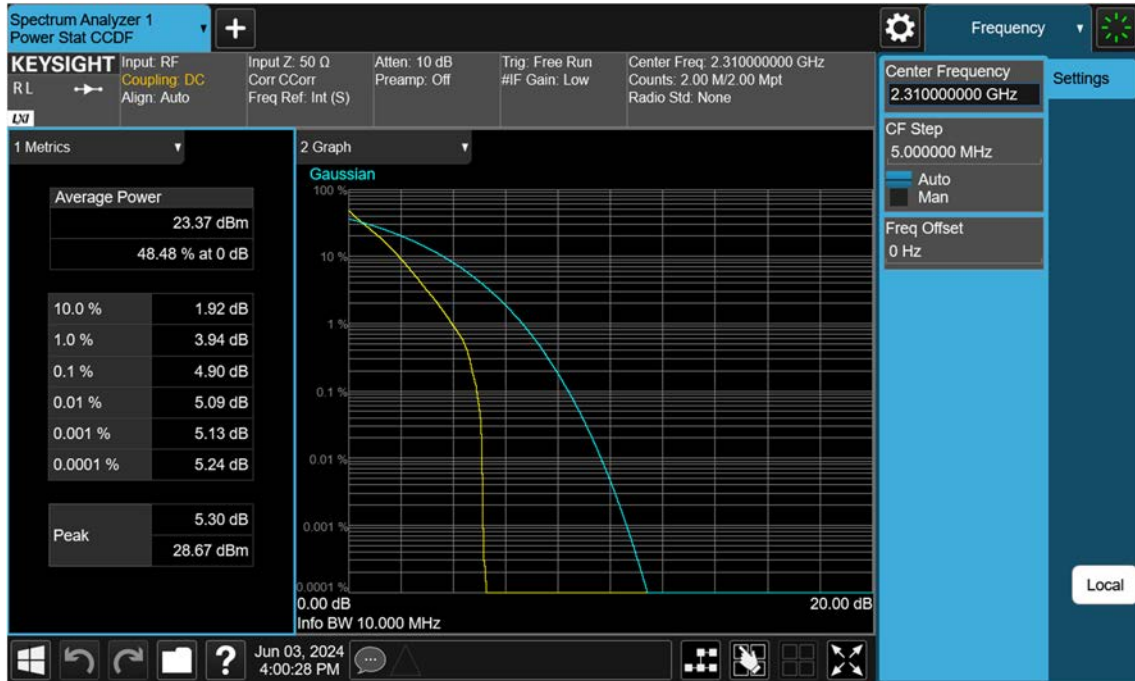 Spectrum Analyzer 1
Power Stat CCDF
+
Frequency
KEYSIGHT
RL
LXI
Input: RF
Coupling: DC
Align: Auto
Input Z: 50 Ω
Corr CCorr
Freq Ref: Int (S)
Atten: 10 dB
Preamp: Off
Trig: Free Run
#IF Gain: Low
Center Freq: 2.310000000 GHz
Counts: 2.00 M/2.00 Mpt
Radio Std: None
Center Frequency
2.310000000 GHz
Settings
CF Step
5.000000 MHz
Auto
Man
Freq Offset
0 Hz
Local
1 Metrics
Average Power
23.37 dBm
48.48 % at 0 dB
10.0 % 1.92 dB
1.0 % 3.94 dB
0.1 % 4.90 dB
0.01 % 5.09 dB
0.001 % 5.13 dB
0.0001 % 5.24 dB
Peak
5.30 dB
28.67 dBm
2 Graph
Gaussian
100 %
10 %
1 %
0.1 %
0.01 %
0.001 %
0.0001 %
0.00 dB 20.00 dB
Info BW 10.000 MHz
?
Jun 03, 2024
4:00:28 PM